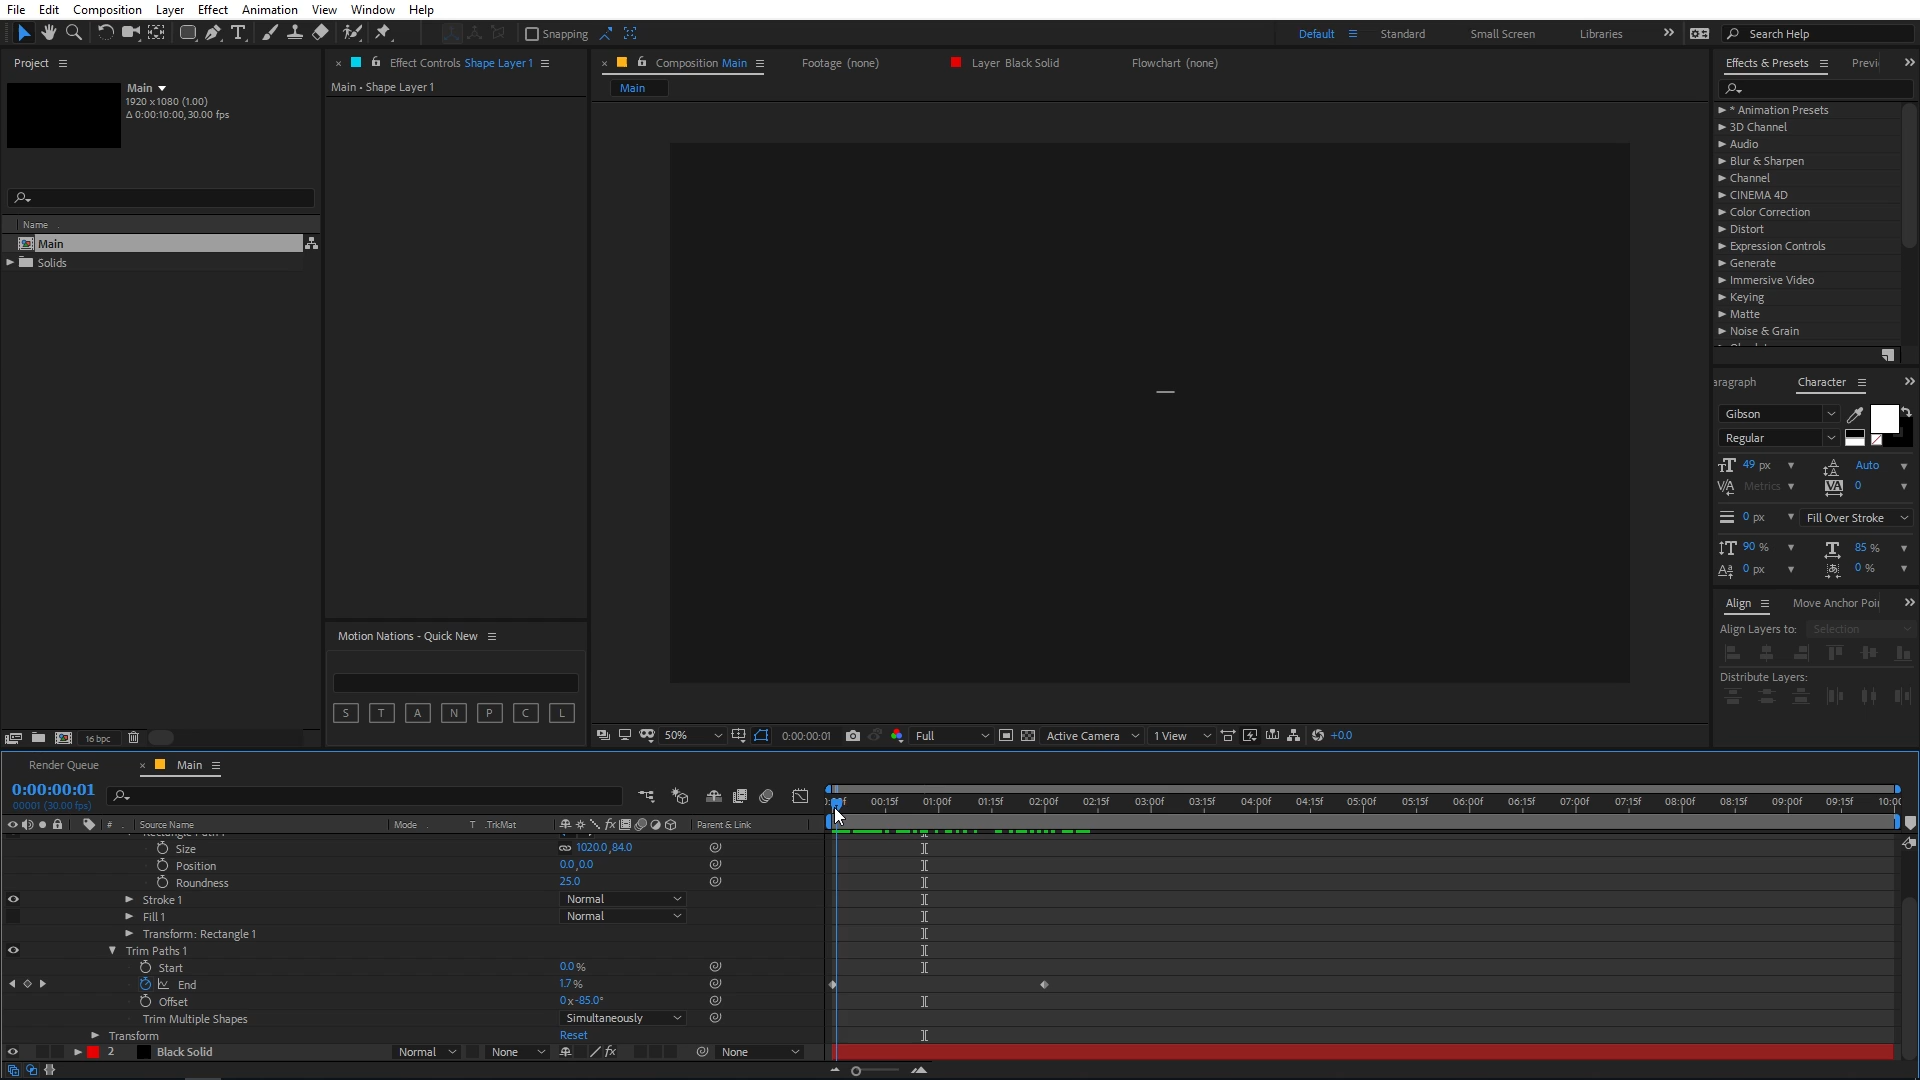 File Edit Composition Layer Effect Animation View Window Help
Snapping
Default Standard Small Screen Libraries Search Help
Project
Main
1920 x1080 (1.00)
Δ 0:00:10:00, 30.00 fps
Name
Main
Solids
16 bpc
Effect Controls Shape Layer 1
Main • Shape Layer 1
Motion Nations - Quick New
S T A N P C L
Composition Main Footage (none) Layer Black Solid Flowchart (none)
Main
50% 0:00:00:01 Full Active Camera 1 View +0.0
Effects & Presets
* Animation Presets
3D Channel
Audio
Blur & Sharpen
Channel
CINEMA 4D
Color Correction
Distort
Expression Controls
Generate
Immersive Video
Keying
Matte
Noise & Grain
aragraph Character
Gibson
Regular
49 px Auto
Metrics 0
0 px Fill Over Stroke
90 % 85 %
0 px 0 %
Align Move Anchor Poi
Align Layers to: Selection
Distribute Layers:
Render Queue Main
0:00:00:01
00001 (30.00 fps)
00:15f 01:00f 01:15f 02:00f 02:15f 03:00f 03:15f 04:00f 04:15f 05:00f 05:15f 06:00f 06:15f 07:00f 07:15f 08:00f 08:15f 09:00f 09:15f 10:00
# Source Name Mode T .TrkMat Parent & Link
Size 1020.0,84.0
Position 0.0,0.0
Roundness 25.0
Stroke 1 Normal
Fill 1 Normal
Transform: Rectangle 1
Trim Paths 1
Start 0.0 %
End 1.7 %
Offset 0 x-85.0°
Trim Multiple Shapes Simultaneously
Transform Reset
2 Black Solid Normal None None